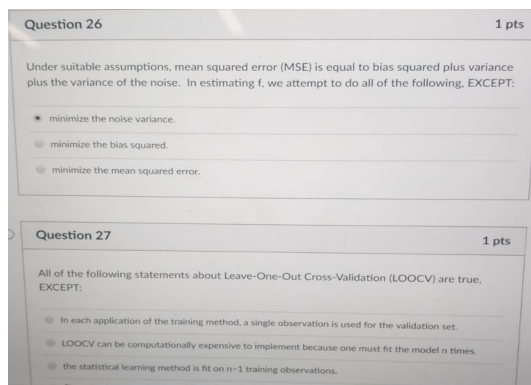 Question 26
1 pts
Under suitable assumptions, mean squared error (MSE) is equal to bias squared plus variance
plus the variance of the noise. In estimating f, we attempt to do all of the following, EXCEPT:
minimize the noise variance.
minimize the bias squared.
minimize the mean squared error.
Question 27
1 pts
All of the following statements about Leave-One-Out Cross-Validation (LOOCV) are true,
EXCEPT:
In each application of the training method, a single observation is used for the validation set.
LOOCV can be computationally expensive to implement because one must fit the model n times.
the statistical learning method is fit on n−1 training observations.